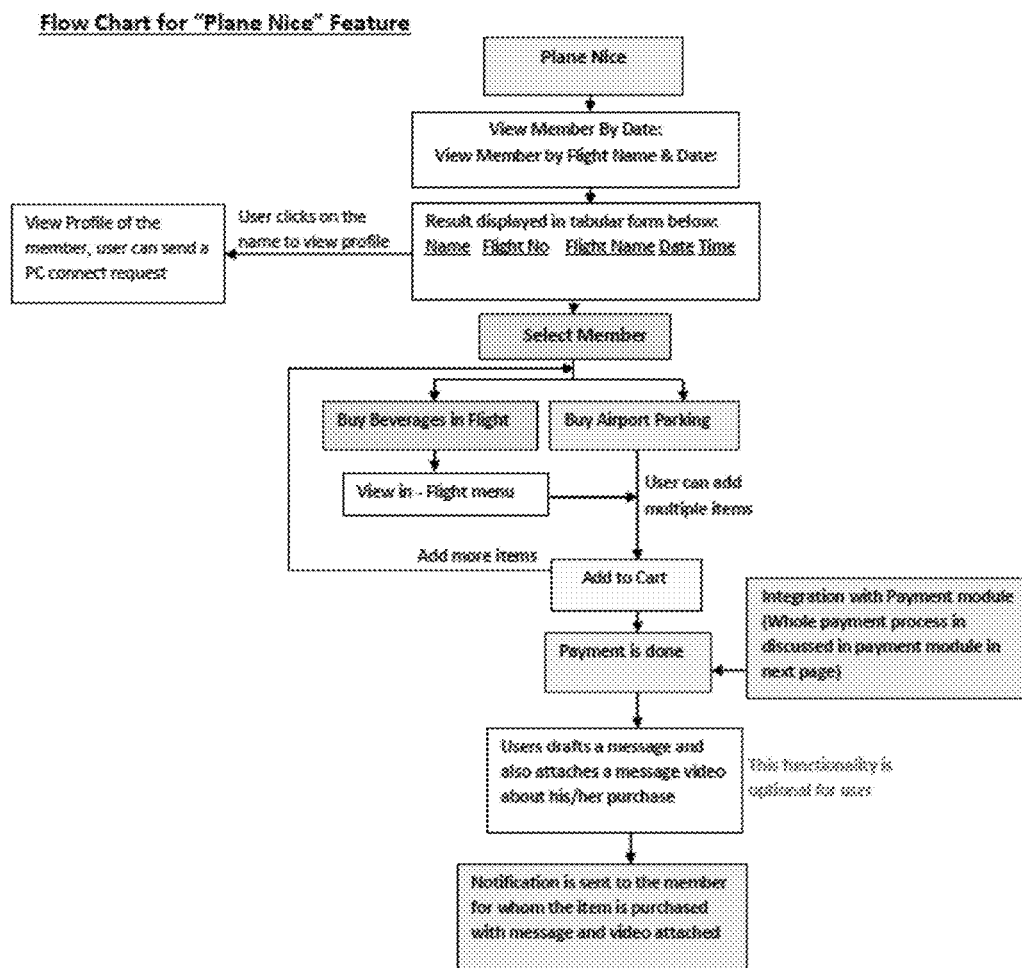 Flow Chart for "Plane Nice" Feature
Plane Nice
View Member By Date:
View Member by Flight Name & Date:
Result displayed in tabular form below:
Name Flight No Flight Name Date Time
User clicks on the
name to view profile
View Profile of the
member, user can send a
PC connect request
Select Member
Buy Beverages in Flight
Buy Airport Parking
View in - Flight menu
User can add
multiple items
Add more items
Add to Cart
Integration with Payment module
(Whole payment process in
discussed in payment module in
next page)
Payment is done
Users drafts a message and
also attaches a message video
about his/her purchase
This functionality is
optional for user
Notification is sent to the member
for whom the item is purchased
with message and video attached